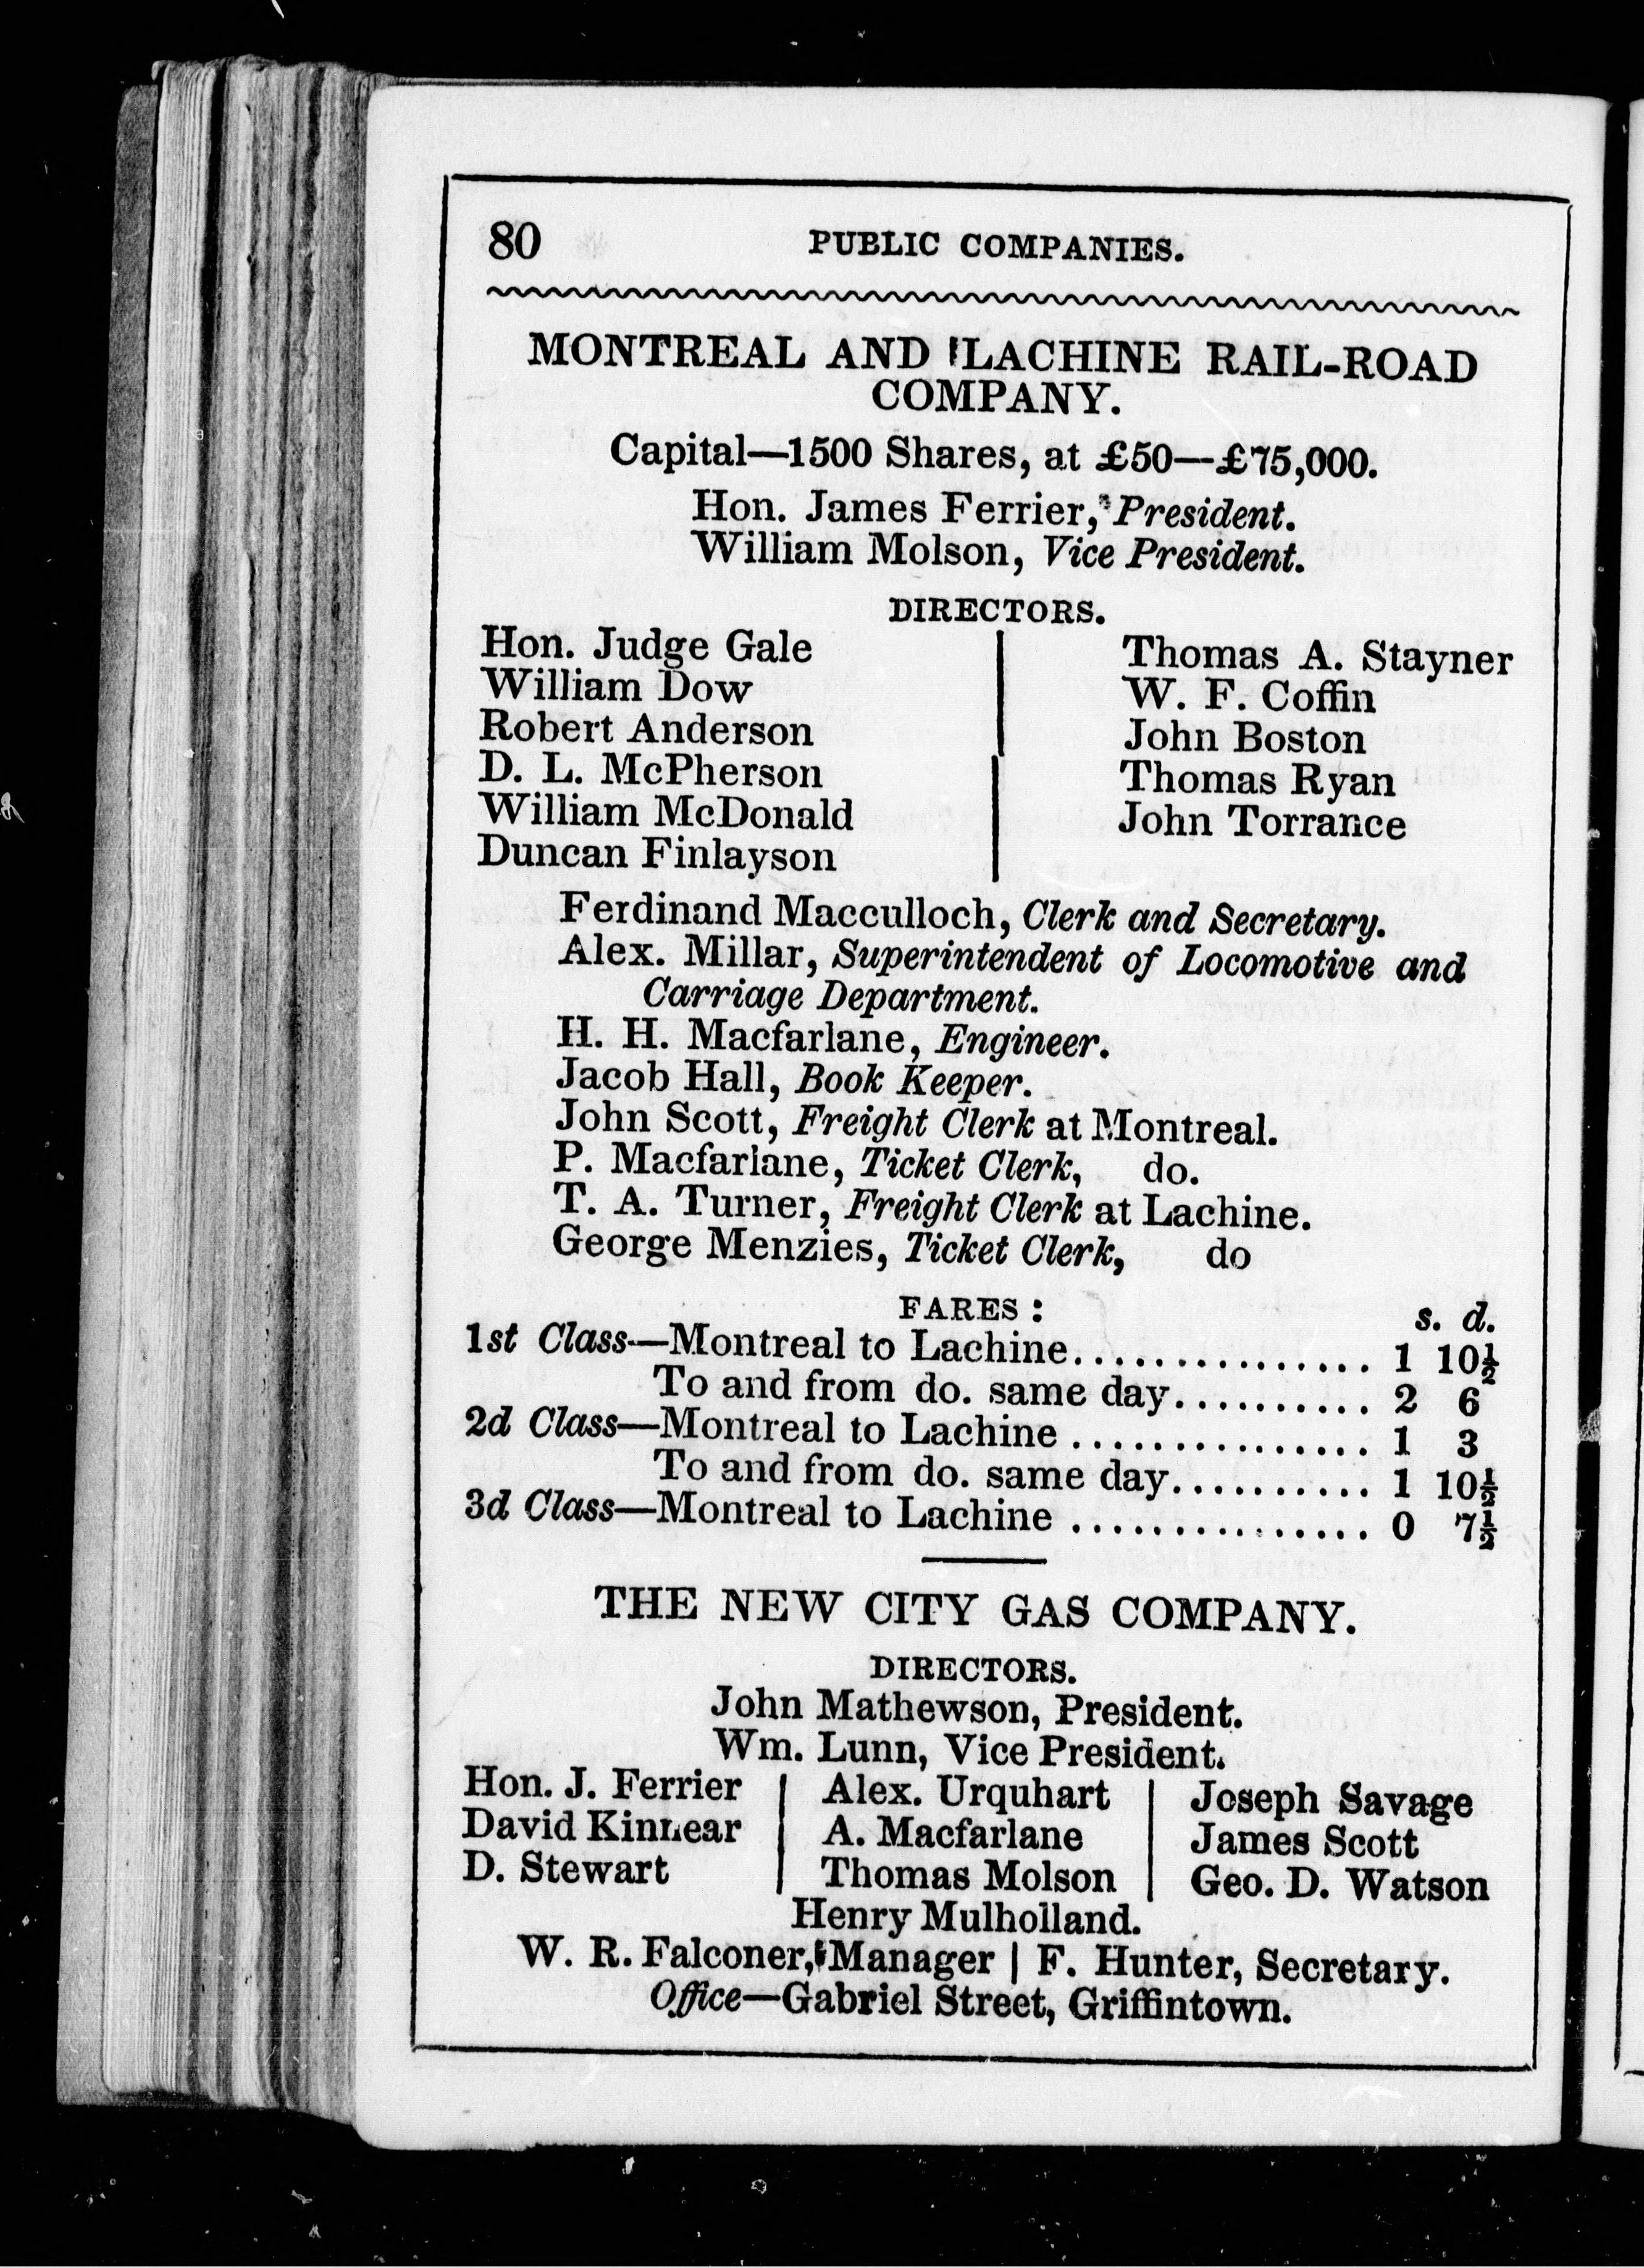 80 PUBLIC COMPANIES.
MONTREAL AND LACHINE RAIL-ROAD
COMPANY.
Capital—1500 Shares, at £50—£75,000.
Hon. James Ferrier, President.
William Molson, Vice President.
DIRECTORS.
Hon. Judge Gale
William Dow
Robert Anderson
D. L. McPherson
William McDonald
Duncan Finlayson
Thomas A. Stayner
W. F. Coffin
John Boston
Thomas Ryan
John Torrance
Ferdinand Macculloch, Clerk and Secretary.
Alex. Millar, Superintendent of Locomotive and
Carriage Department.
H. H. Macfarlane, Engineer.
Jacob Hall, Book Keeper.
John Scott, Freight Clerk at Montreal.
P. Macfarlane, Ticket Clerk, do.
T. A. Turner, Freight Clerk at Lachine.
George Menzies, Ticket Clerk, do
FARES: s. d.
1st Class—Montreal to Lachine............... 1 10½
To and from do. same day.......... 2 6
2d Class—Montreal to Lachine ............... 1 3
To and from do. same day.......... 1 10½
3d Class—Montreal to Lachine ............... 0 7½
THE NEW CITY GAS COMPANY.
DIRECTORS.
John Mathewson, President.
Wm. Lunn, Vice President.
Hon. J. Ferrier | Alex. Urquhart | Joseph Savage
David Kinnear | A. Macfarlane | James Scott
D. Stewart | Thomas Molson | Geo. D. Watson
Henry Mulholland.
W. R. Falconer, Manager | F. Hunter, Secretary.
Office—Gabriel Street, Griffintown.